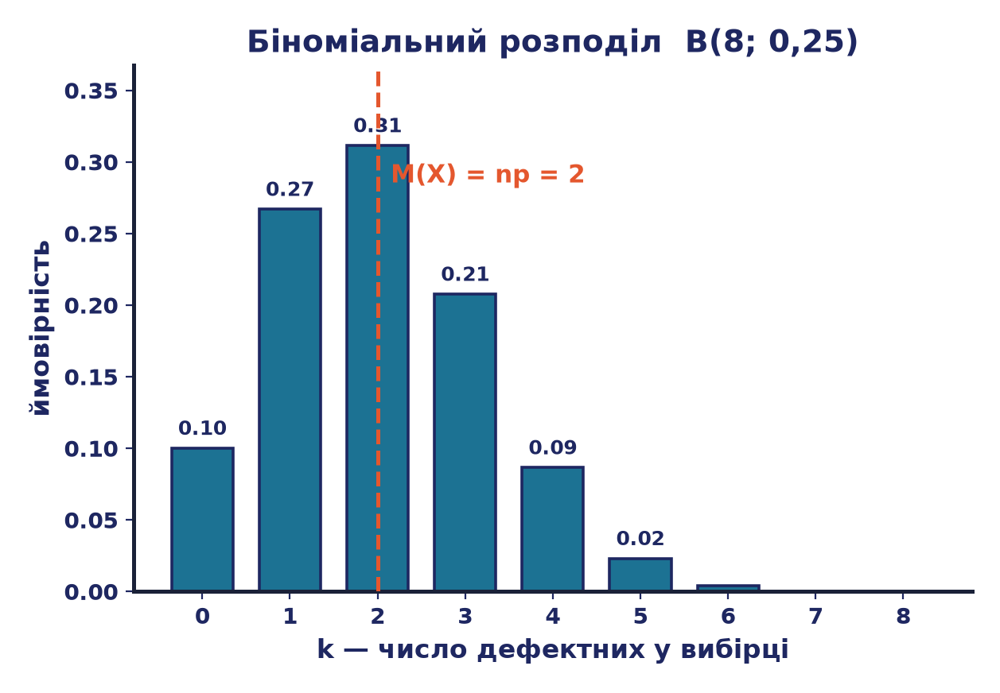 Біноміальний розподіл B(8; 0,25)
0.35
0.30
0.25
0.20
0.15
0.10
0.05
0.00
ймовірність
0.10
0.27
0.31
0.21
0.09
0.02
M(X) = np = 2
0 1 2 3 4 5 6 7 8
k — число дефектних у вибірці